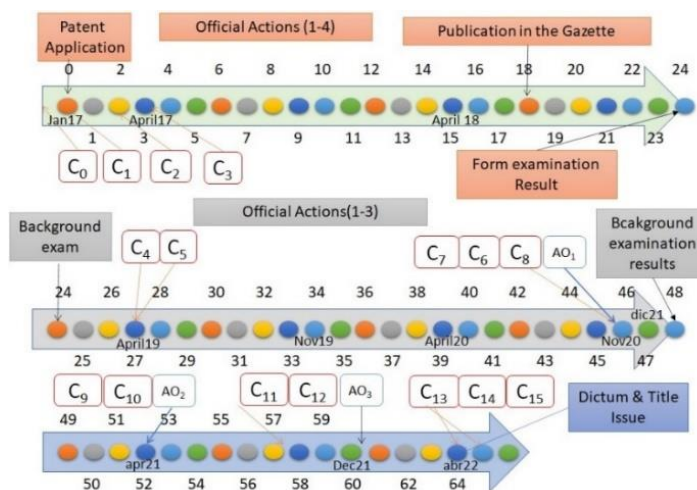 Patent
Application
Official Actions (1-4)
Publication in the Gazette
0 2 4 6 8 10 12 14 16 18 20 22 24
Jan17 April17 April 18
1 3 5 7 9 11 13 15 17 19 21 23
C0 C1 C2 C3
Form examination
Result
Background
exam
Official Actions(1-3)
C4 C5
C7 C6 C8 AO1
Bcakground
examination
results
24 26 28 30 32 34 36 38 40 42 44 46 48
dic21
April19 Nov19 April20 Nov20
25 27 29 31 33 35 37 39 41 43 45 47
C9 C10 AO2 C11 C12 AO3 C13 C14 C15
Dictum & Title
Issue
49 51 53 55 57 59
apr21 Dec21 abr22
50 52 54 56 58 60 62 64